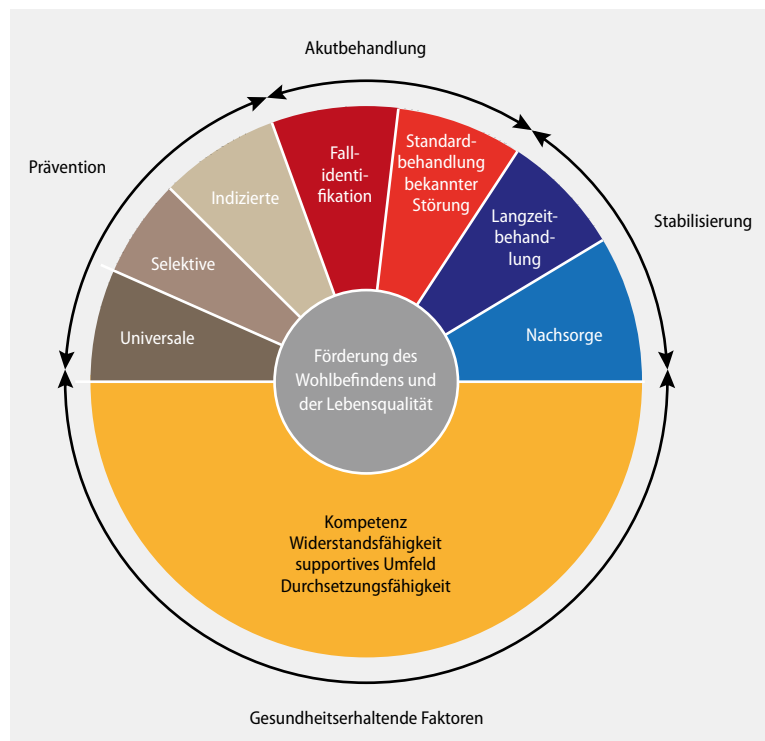 Akutbehandlung
Prävention
Stabilisierung
Universale
Selektive
Indizierte
Fall-
identi-
fikation
Standard-
behandlung
bekannter
Störung
Langzeit-
behand-
lung
Nachsorge
Förderung des
Wohlbefindens und
der Lebensqualität
Kompetenz
Widerstandsfähigkeit
supportives Umfeld
Durchsetzungsfähigkeit
Gesundheitserhaltende Faktoren